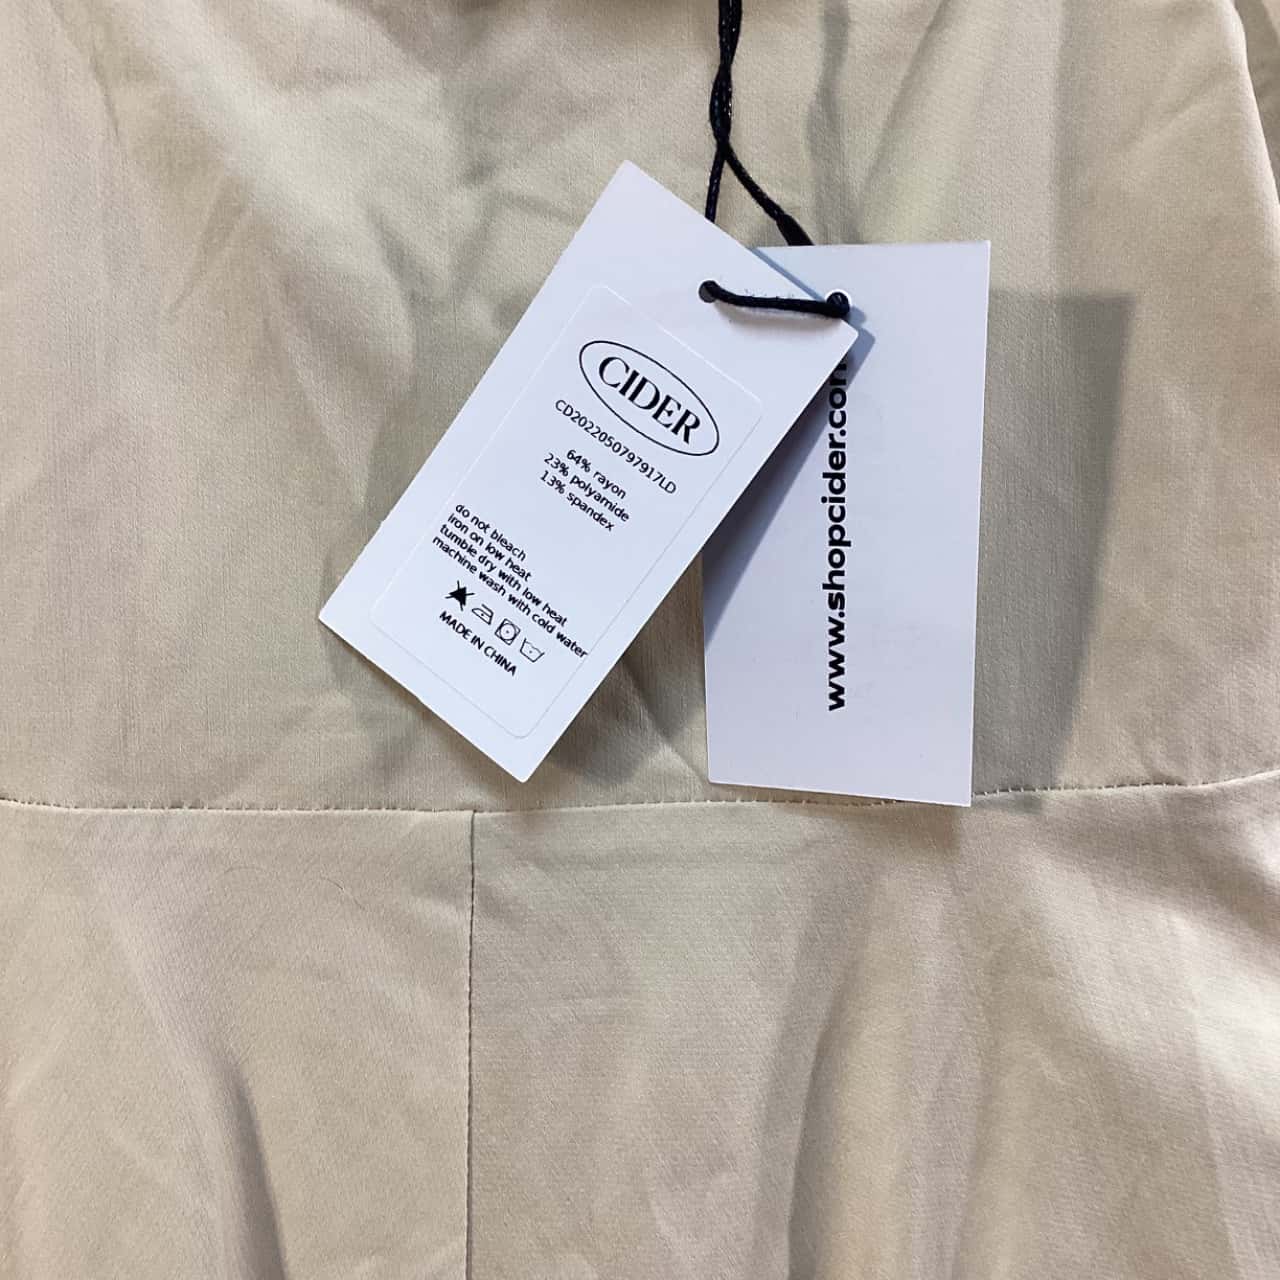 CIDER
CD2022050797917LD
64% rayon
23% polyamide
13% spandex
do not bleach
iron on low heat
tumble dry with low heat
machine wash with cold water
MADE IN CHINA
www.shopcider.com